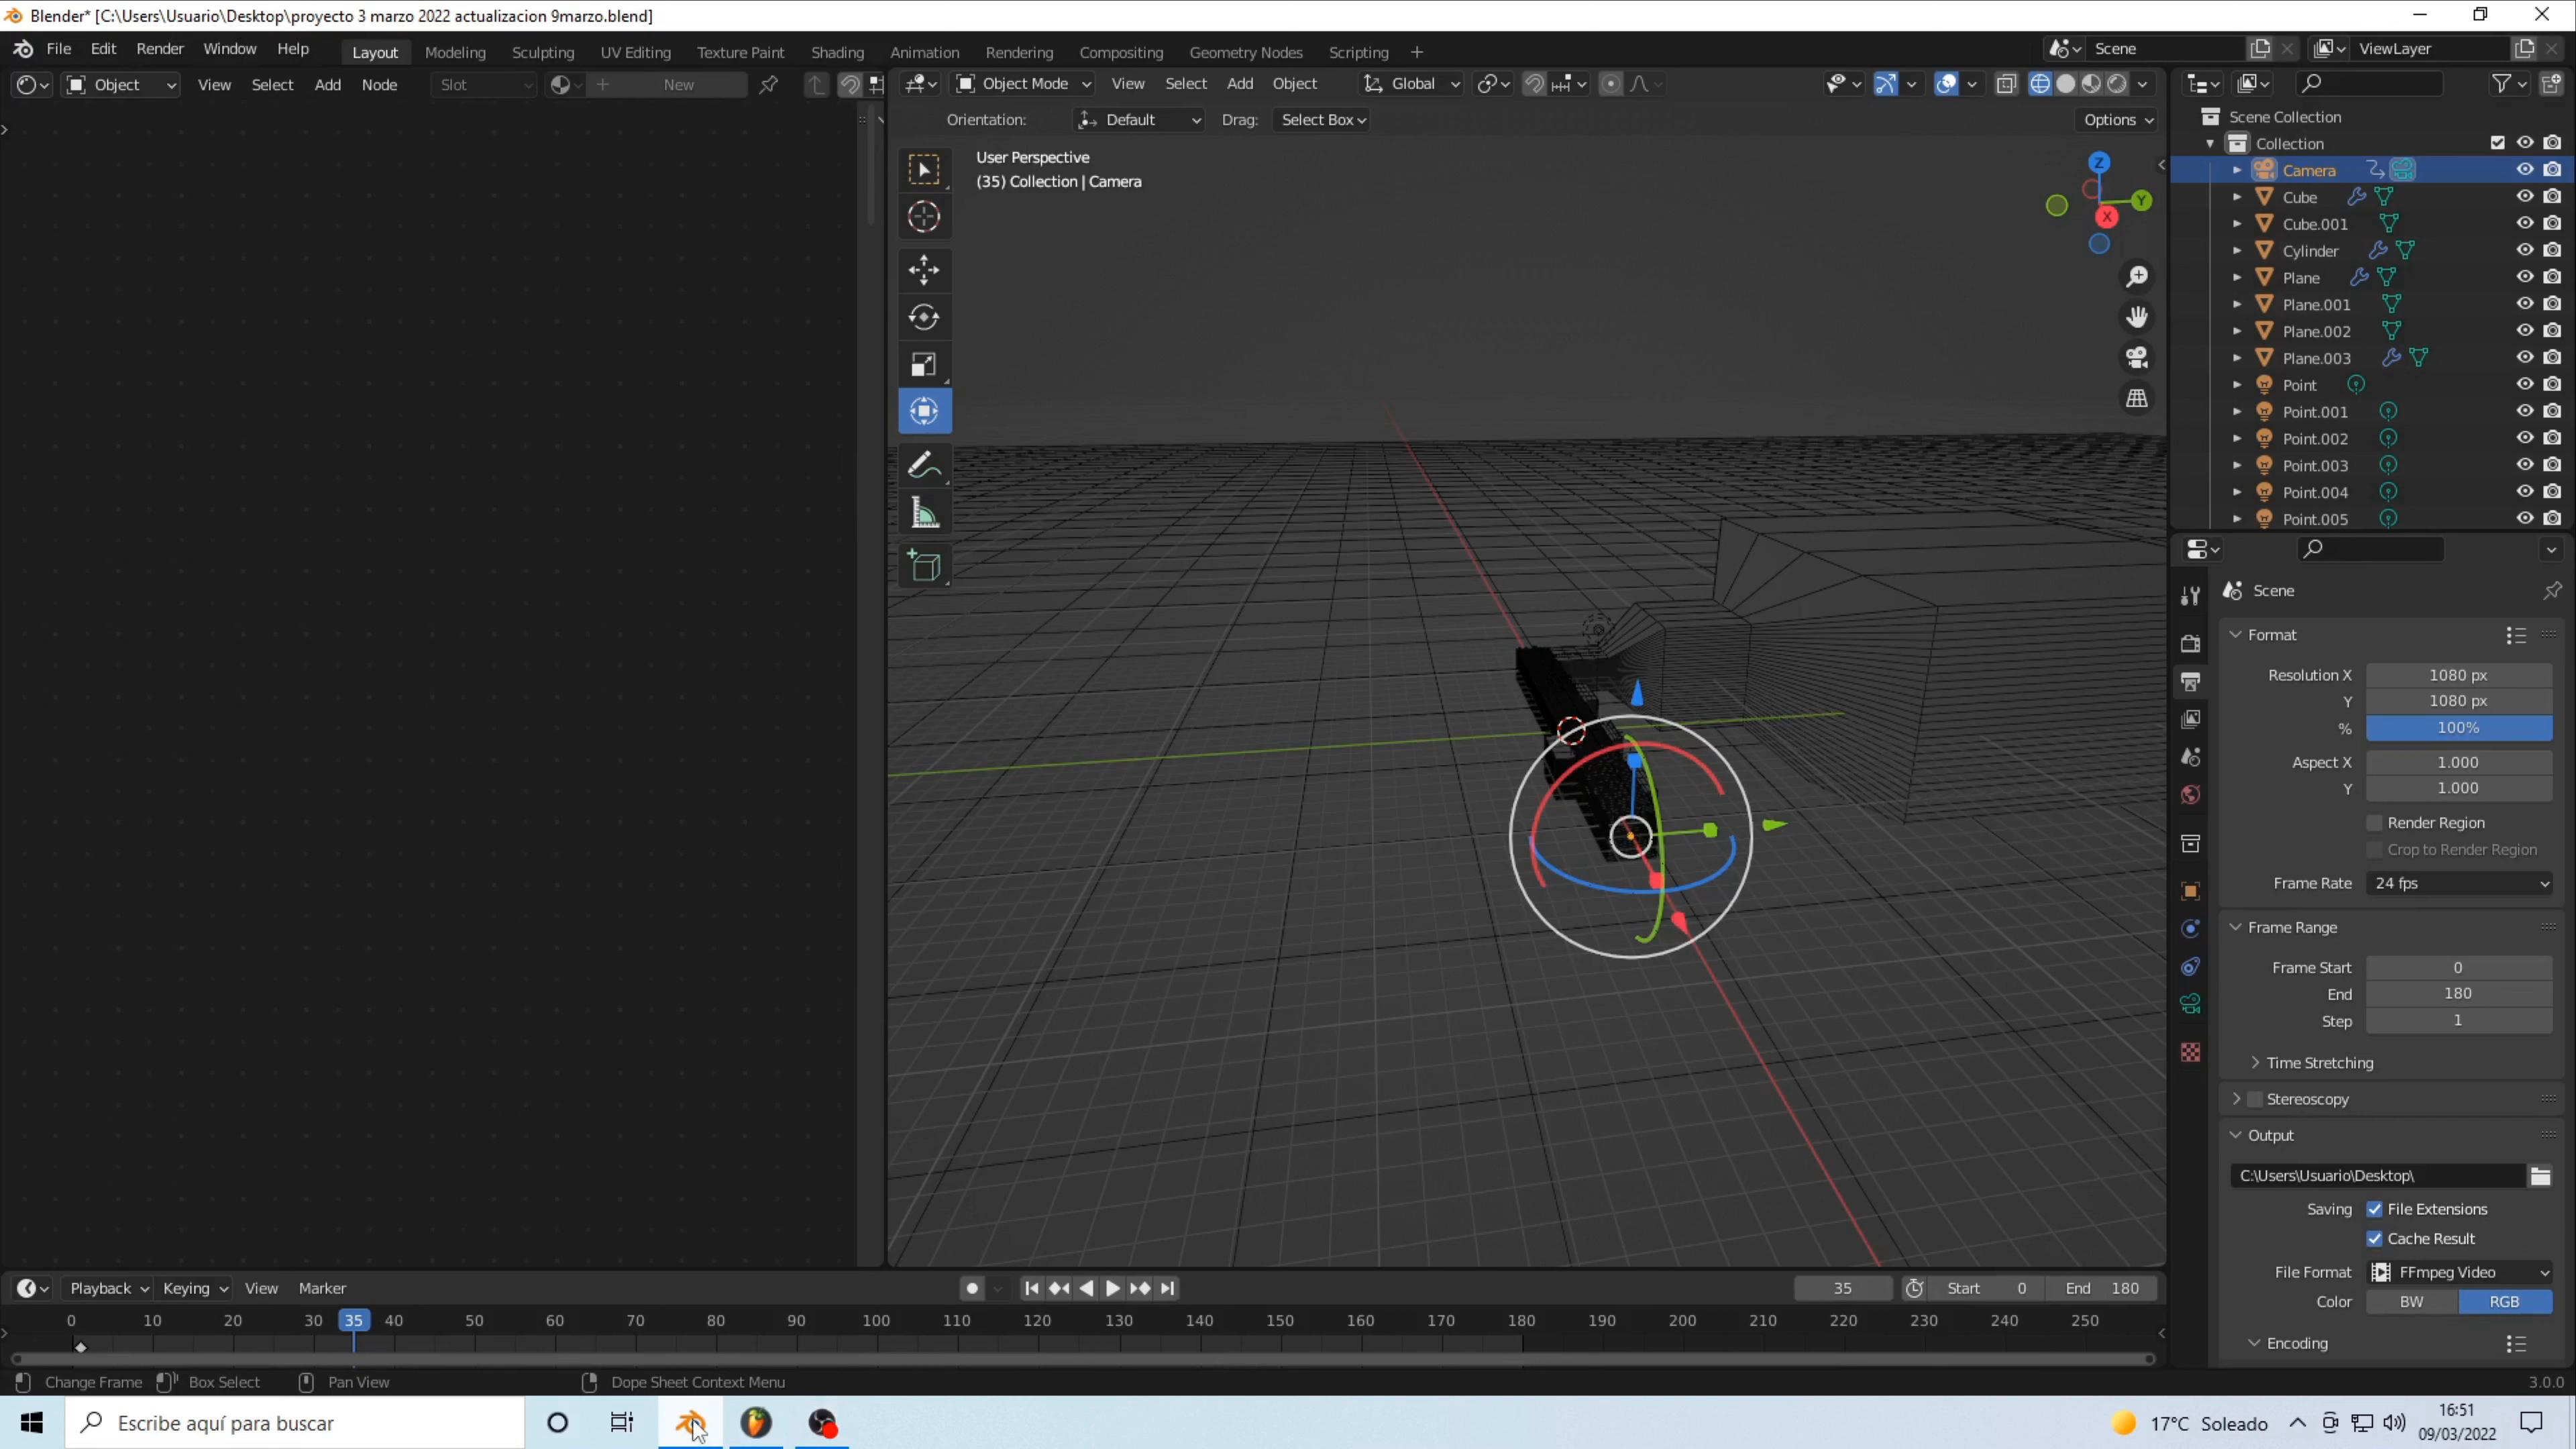 Blender* [C:\Users\Usuario\Desktop\proyecto 3 marzo 2022 actualizacion 9marzo.blend]
File Edit Render Window Help Layout Modeling Sculpting UV Editing Texture Paint Shading Animation Rendering Compositing Geometry Nodes Scripting + Scene ViewLayer
Object View Select Add Node Slot New
Object Mode View Select Add Object Global
Orientation: Default Drag: Select Box Options
User Perspective
(35) Collection | Camera
Z
Y
X
Scene Collection
Collection
Camera
Cube
Cube.001
Cylinder
Plane
Plane.001
Plane.002
Plane.003
Point
Point.001
Point.002
Point.003
Point.004
Point.005
Scene
Format
Resolution X 1080 px
Y 1080 px
% 100%
Aspect X 1.000
Y 1.000
Render Region
Crop to Render Region
Frame Rate 24 fps
Frame Range
Frame Start 0
End 180
Step 1
Time Stretching
Stereoscopy
Output
C:\Users\Usuario\Desktop\
Saving File Extensions
Cache Result
File Format FFmpeg Video
Color BW RGB
Encoding
Playback Keying View Marker 35 Start 0 End 180
0 10 20 30 35 40 50 60 70 80 90 100 110 120 130 140 150 160 170 180 190 200 210 220 230 240 250
Change Frame Box Select Pan View Dope Sheet Context Menu 3.0.0
Escribe aquí para buscar
17°C Soleado
16:51
09/03/2022